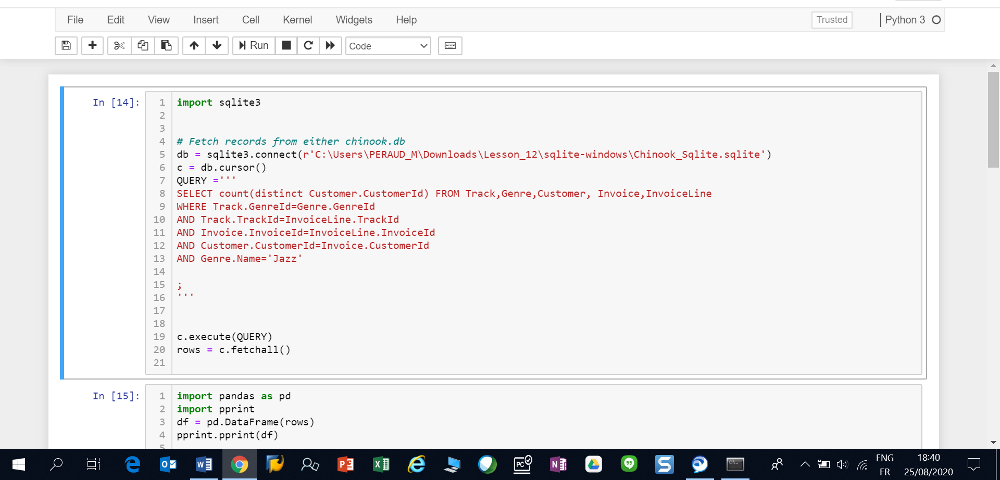 File Edit View Insert Cell Kernel Widgets Help Trusted Python 3
Run Code
In [14]:
1 import sqlite3
2
3
4 # Fetch records from either chinook.db
5 db = sqlite3.connect(r'C:\Users\PERAUD_M\Downloads\Lesson_12\sqlite-windows\Chinook_Sqlite.sqlite')
6 c = db.cursor()
7 QUERY ='''
8 SELECT count(distinct Customer.CustomerId) FROM Track,Genre,Customer, Invoice,InvoiceLine
9 WHERE Track.GenreId=Genre.GenreId
10 AND Track.TrackId=InvoiceLine.TrackId
11 AND Invoice.InvoiceId=InvoiceLine.InvoiceId
12 AND Customer.CustomerId=Invoice.CustomerId
13 AND Genre.Name='Jazz'
14
15 ;
16 '''
17
18
19 c.execute(QUERY)
20 rows = c.fetchall()
21
In [15]:
1 import pandas as pd
2 import pprint
3 df = pd.DataFrame(rows)
4 pprint.pprint(df)
5
ENG 18:40
FR 25/08/2020